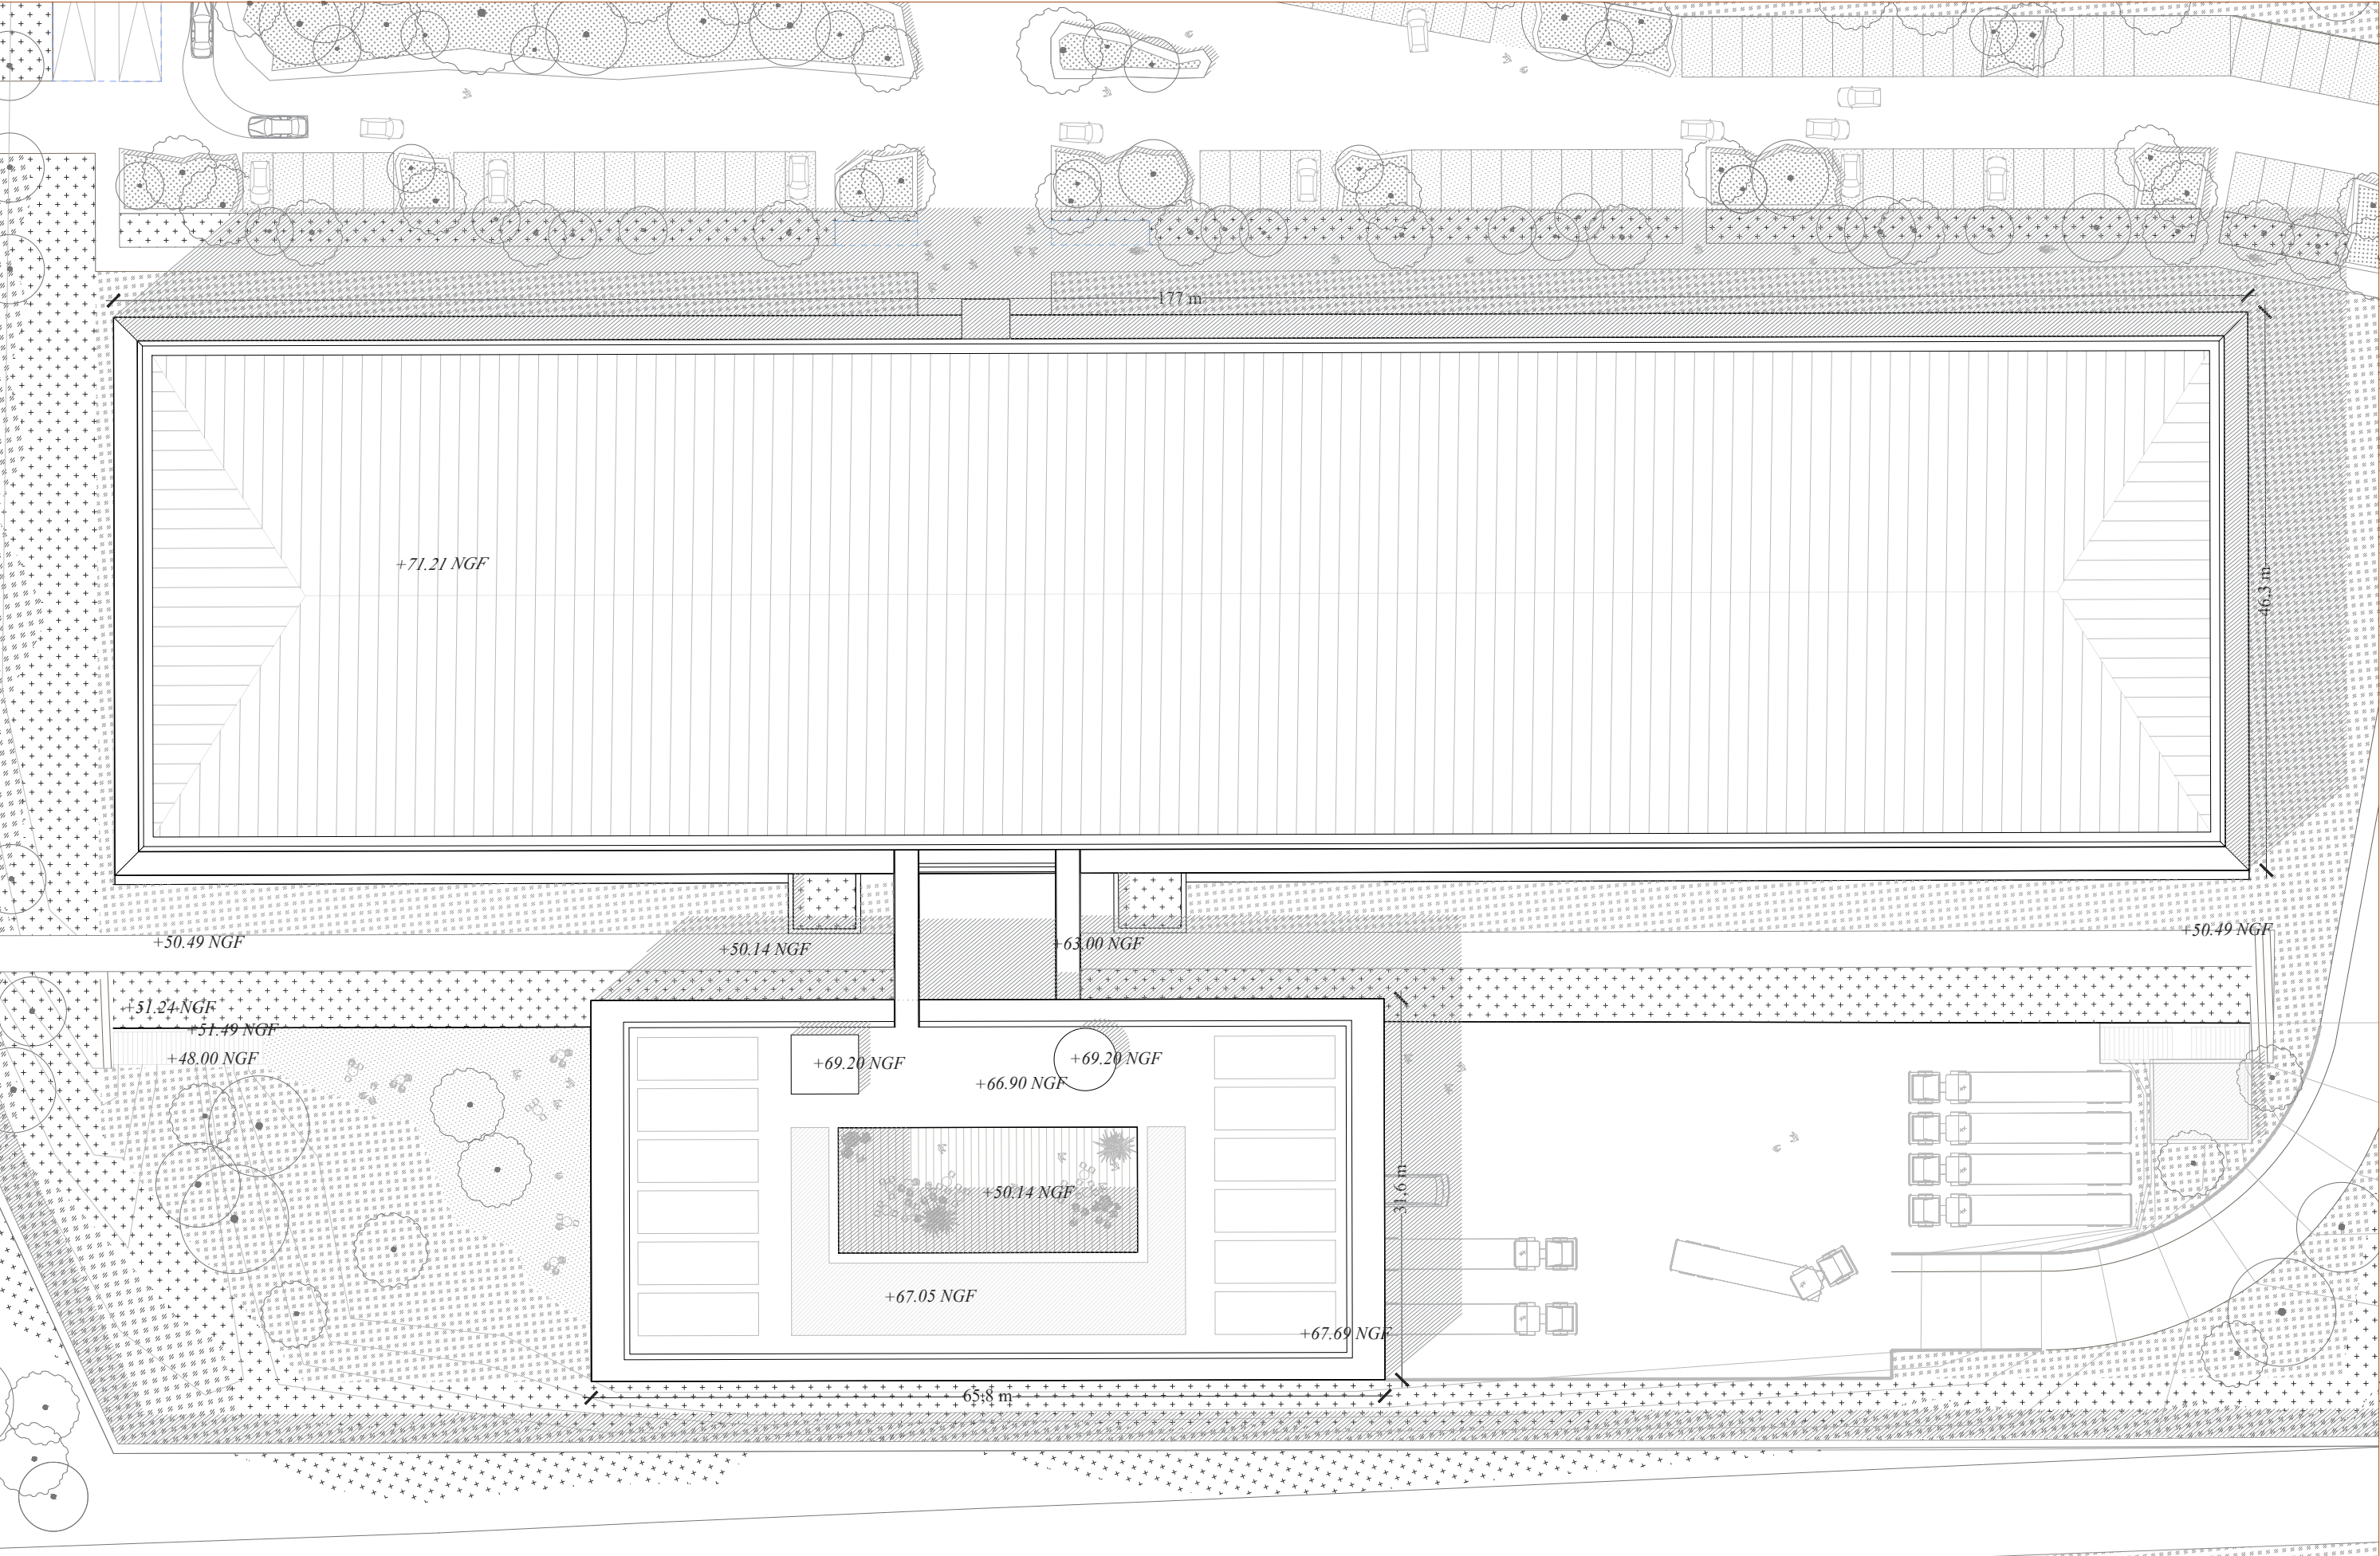 177 m
46,3 m
+71.21 NGF
+50.49 NGF
+50.14 NGF
+63.00 NGF
+50.49 NGF
+51.24 NGF
+51.49 NGF
+48.00 NGF
+69.20 NGF
+66.90 NGF
+69.20 NGF
+50.14 NGF
31,6 m
+67.05 NGF
+67.69 NGF
65,8 m